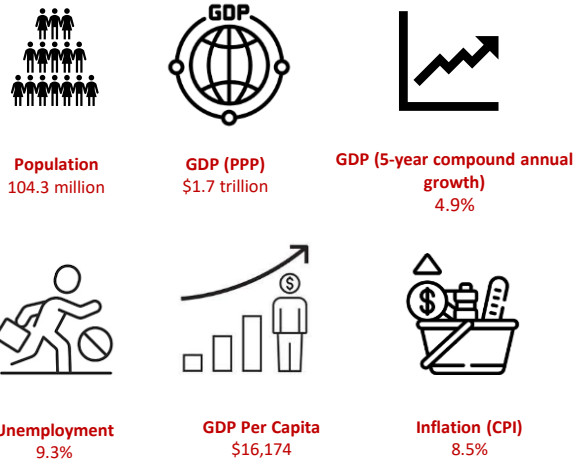 GDP
$
Population
104.3 million
GDP (PPP)
$1.7 trillion
GDP (5-year compound annual
growth)
4.9%
$
$
Unemployment
9.3%
GDP Per Capita
$16,174
Inflation (CPI)
8.5%